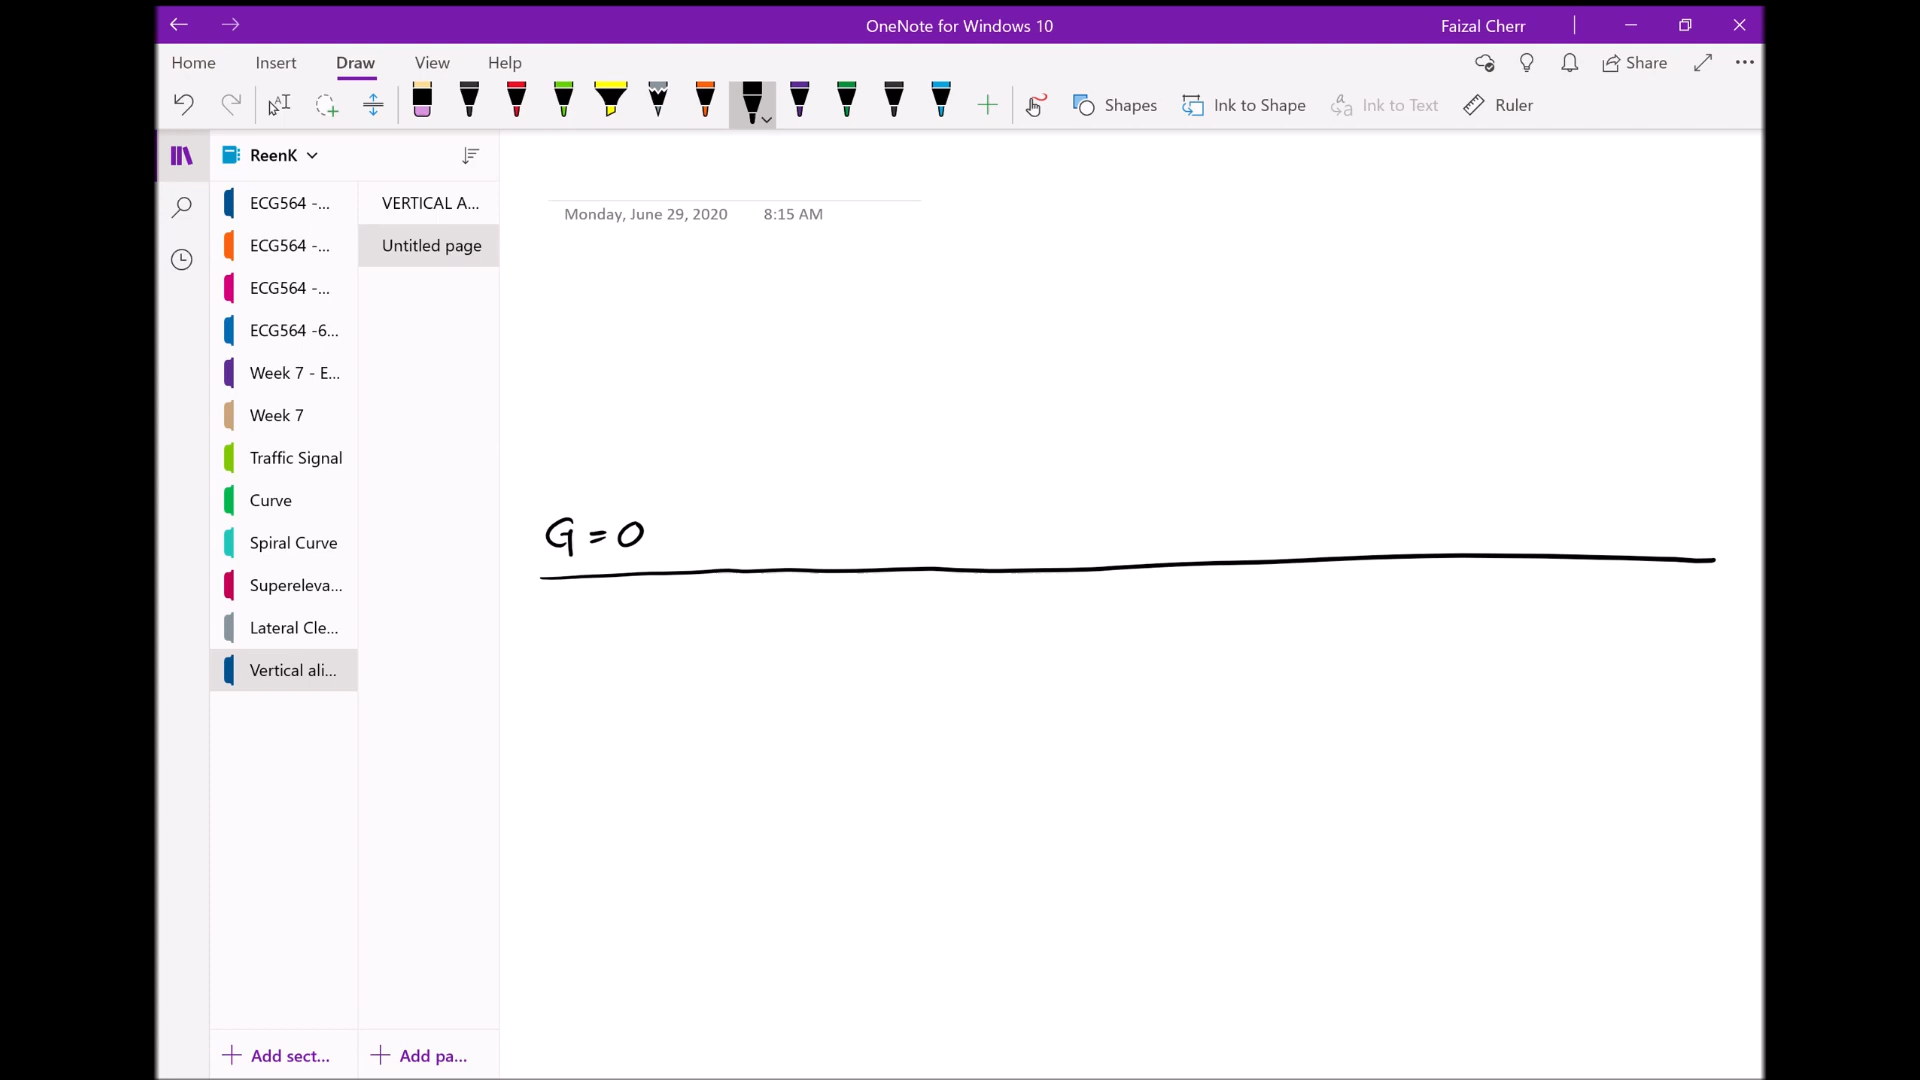 OneNote for Windows 10
Faizal Cherr
Home Insert Draw View Help
Share
Shapes Ink to Shape Ink to Text Ruler
ReenK
ECG564 -...
ECG564 -...
ECG564 -...
ECG564 -6...
Week 7 - E...
Week 7
Traffic Signal
Curve
Spiral Curve
Supereleva...
Lateral Cle...
Vertical ali...
VERTICAL A...
Untitled page
Monday, June 29, 2020 8:15 AM
G = 0
Add sect...
Add pa...